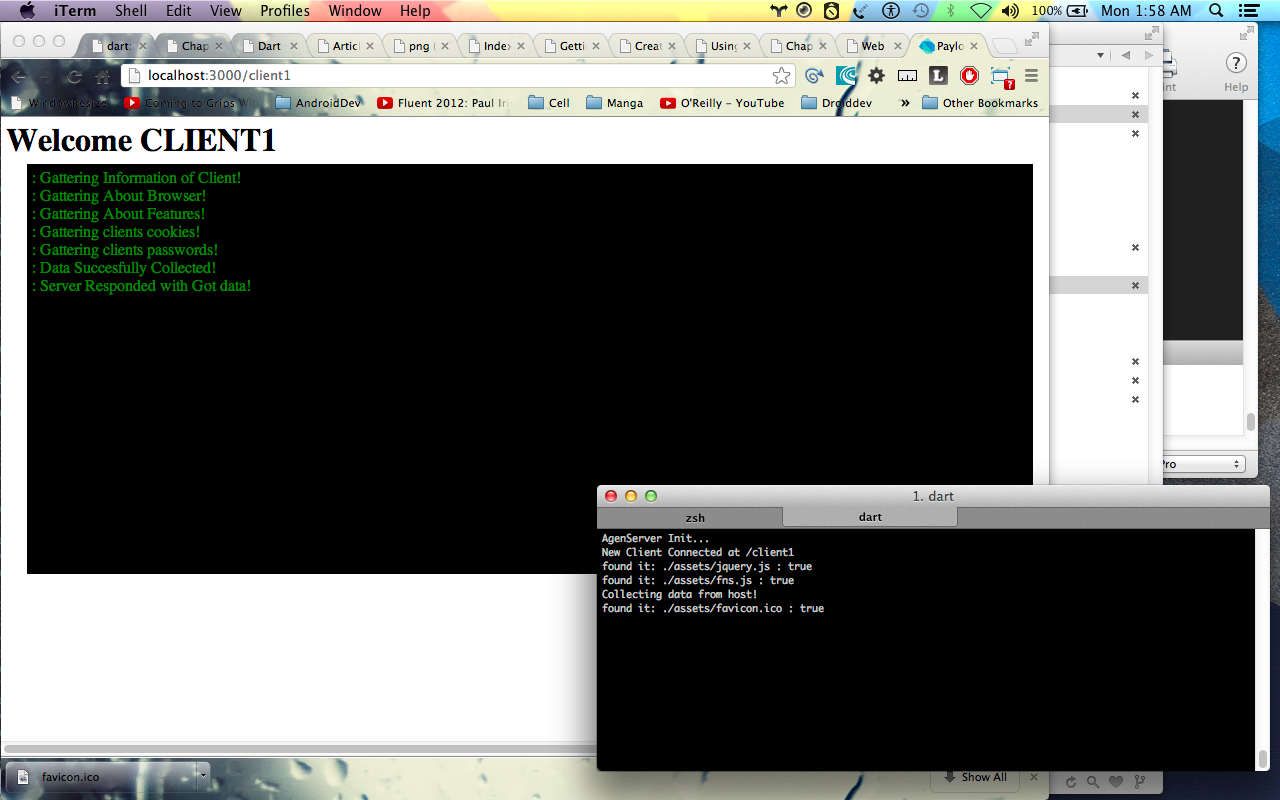 iTerm Shell Edit View Profiles Window Help 100% Mon 1:58 AM
dart: Chap Dart Articl png Index Getti Creat Using Chap Web Paylo
localhost:3000/client1
WindowResize Coming to Grips Wi AndroidDev Fluent 2012: Paul Iri Cell Manga O'Reilly - YouTube Droiddev » Other Bookmarks
int Help
Welcome CLIENT1
: Gattering Information of Client!
: Gattering About Browser!
: Gattering About Features!
: Gattering clients cookies!
: Gattering clients passwords!
: Data Succesfully Collected!
: Server Responded with Got data!
Pro
1. dart
zsh dart
AgenServer Init...
New Client Connected at /client1
found it: ./assets/jquery.js : true
found it: ./assets/fns.js : true
Collecting data from host!
found it: ./assets/favicon.ico : true
favicon.ico Show All